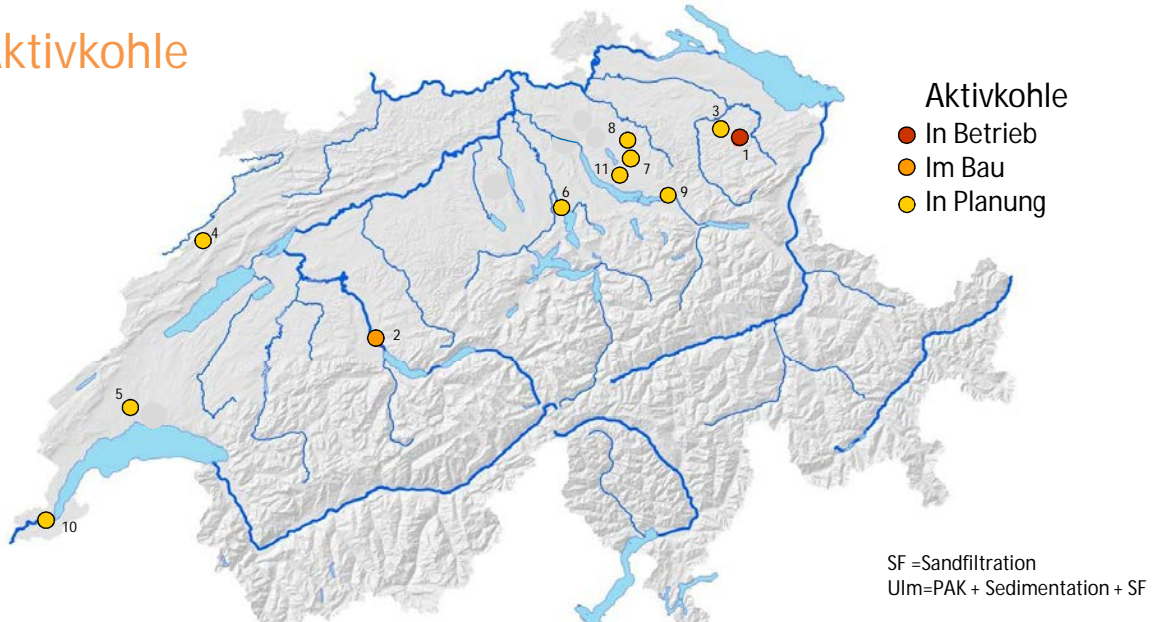 Aktivkohle
Aktivkohle
In Betrieb
Im Bau
In Planung
3
8
1
7
11
6
9
4
2
5
10
SF =Sandfiltration
Ulm=PAK + Sedimentation + SF